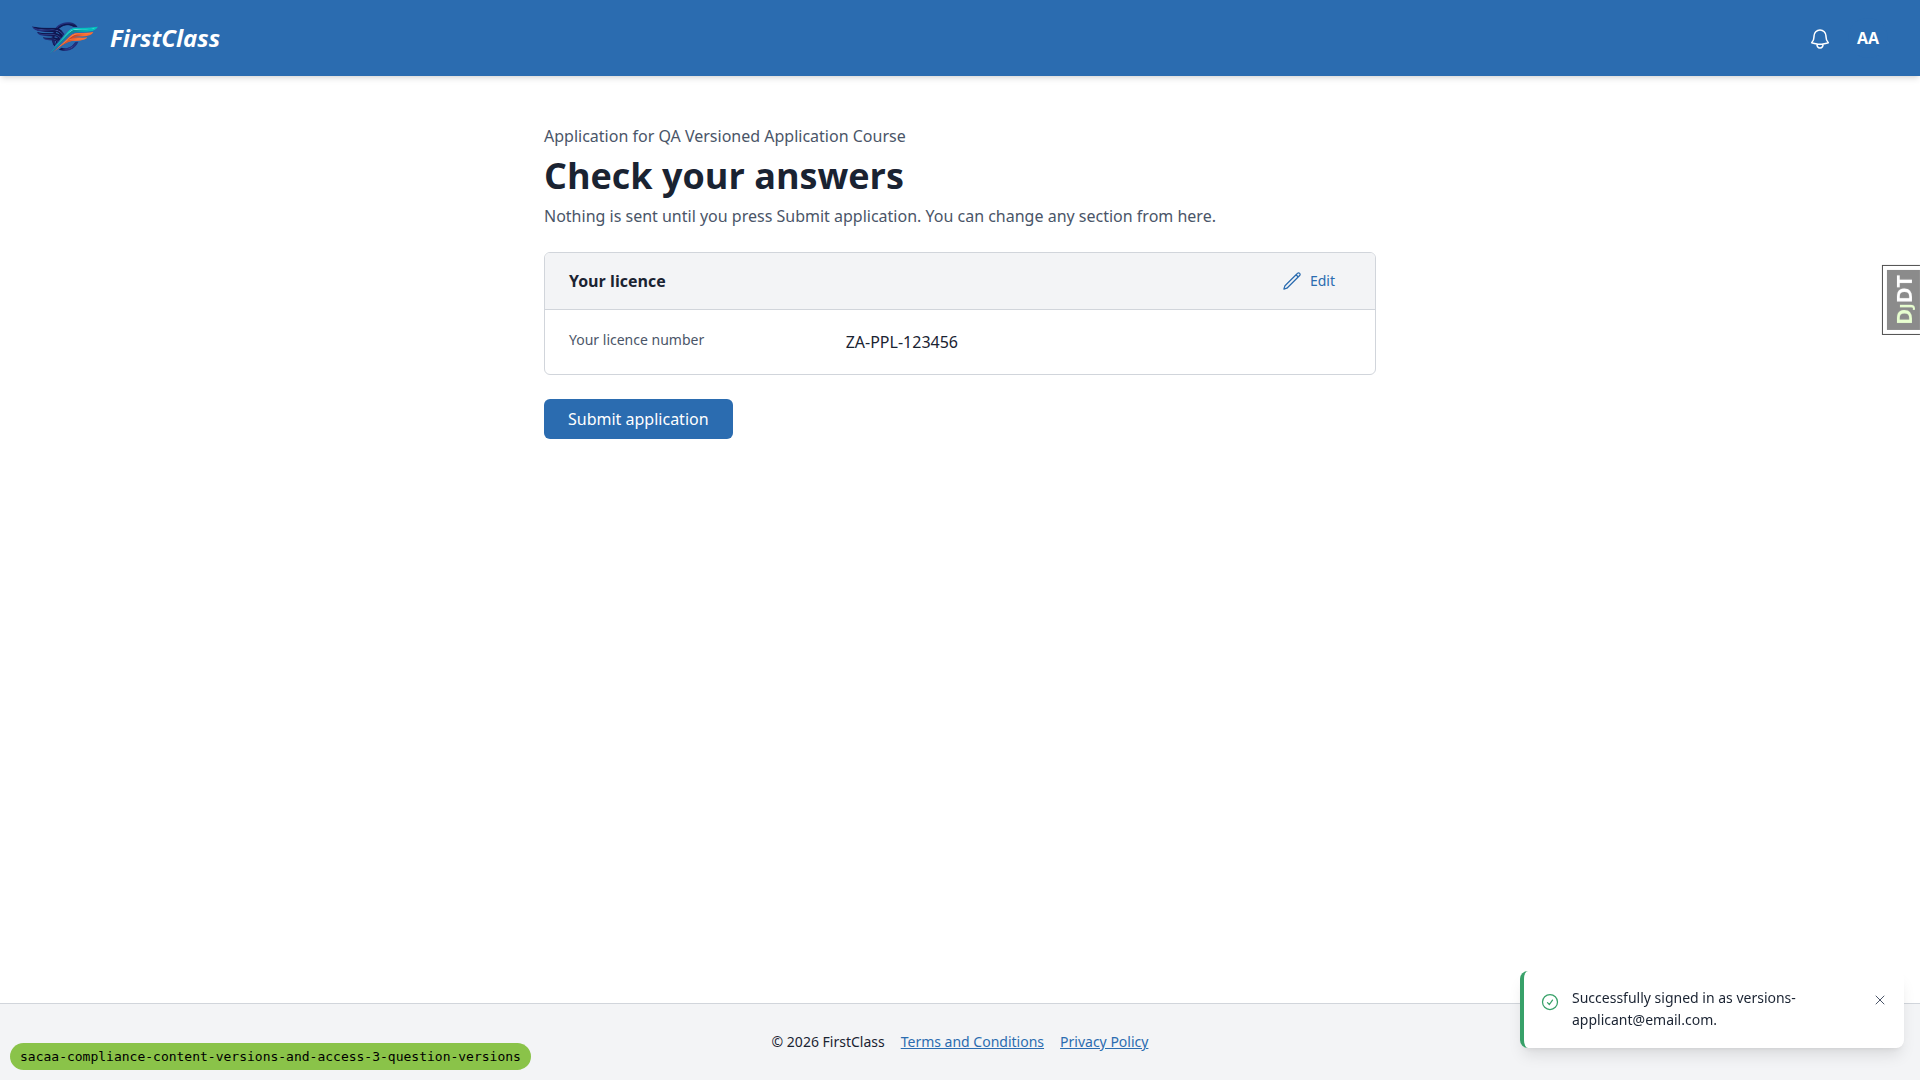 FirstClass
AA
Application for QA Versioned Application Course
Check your answers
Nothing is sent until you press Submit application. You can change any section from here.
Your licence
Edit
Your licence number
ZA-PPL-123456
Submit application
DJDT
Successfully signed in as versions-
applicant@email.com.
© 2026 FirstClass
Terms and Conditions
Privacy Policy
sacaa-compliance-content-versions-and-access-3-question-versions